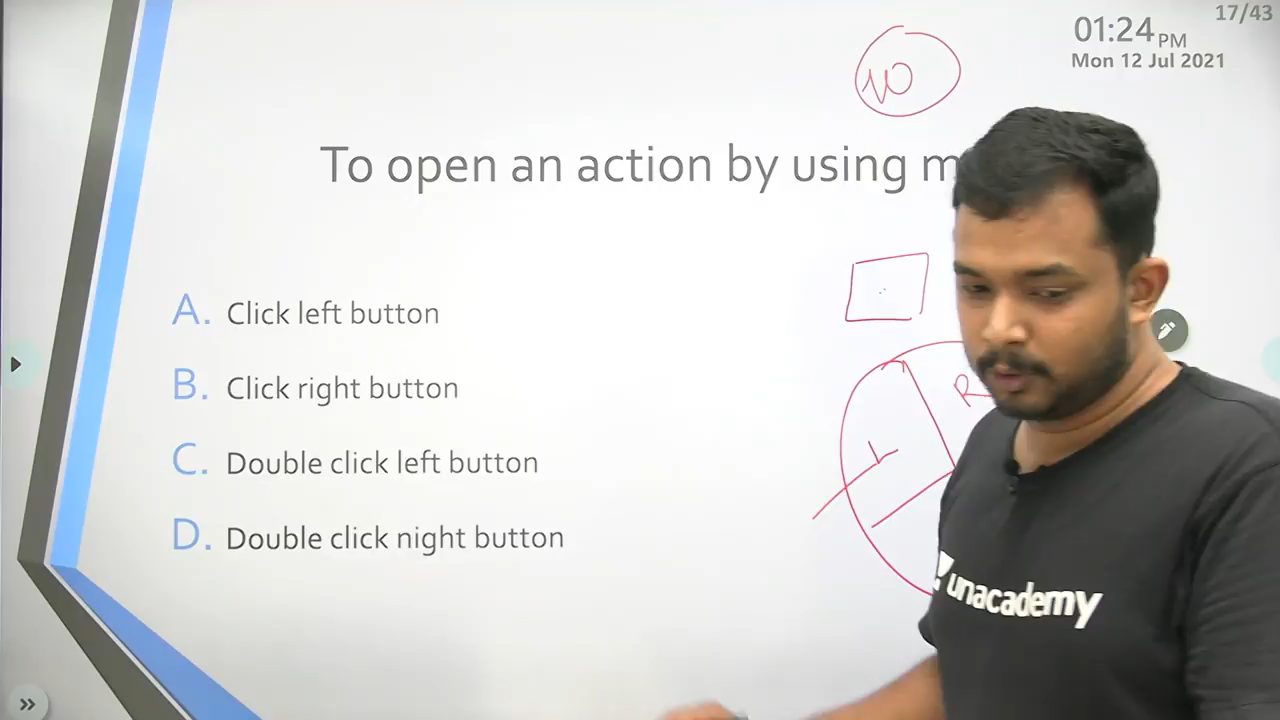 17/43
01:24 PM
Mon 12 Jul 2021
10
To open an action by using m
A. Click left button
B. Click right button
R
L
C. Double click left button
D. Double click night button
unacademy